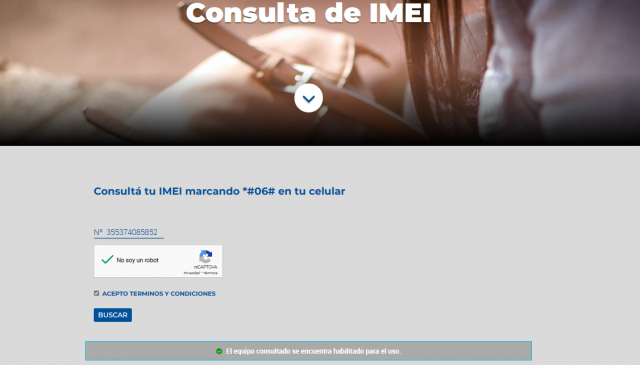 Consulta de IMEI
Consultá tu IMEI marcando *#06# en tu celular
Nº 355374085852
No soy un robot
reCAPTCHA
Privacidad - Términos
ACEPTO TERMINOS Y CONDICIONES
BUSCAR
El equipo consultado se encuentra habilitado para el uso.